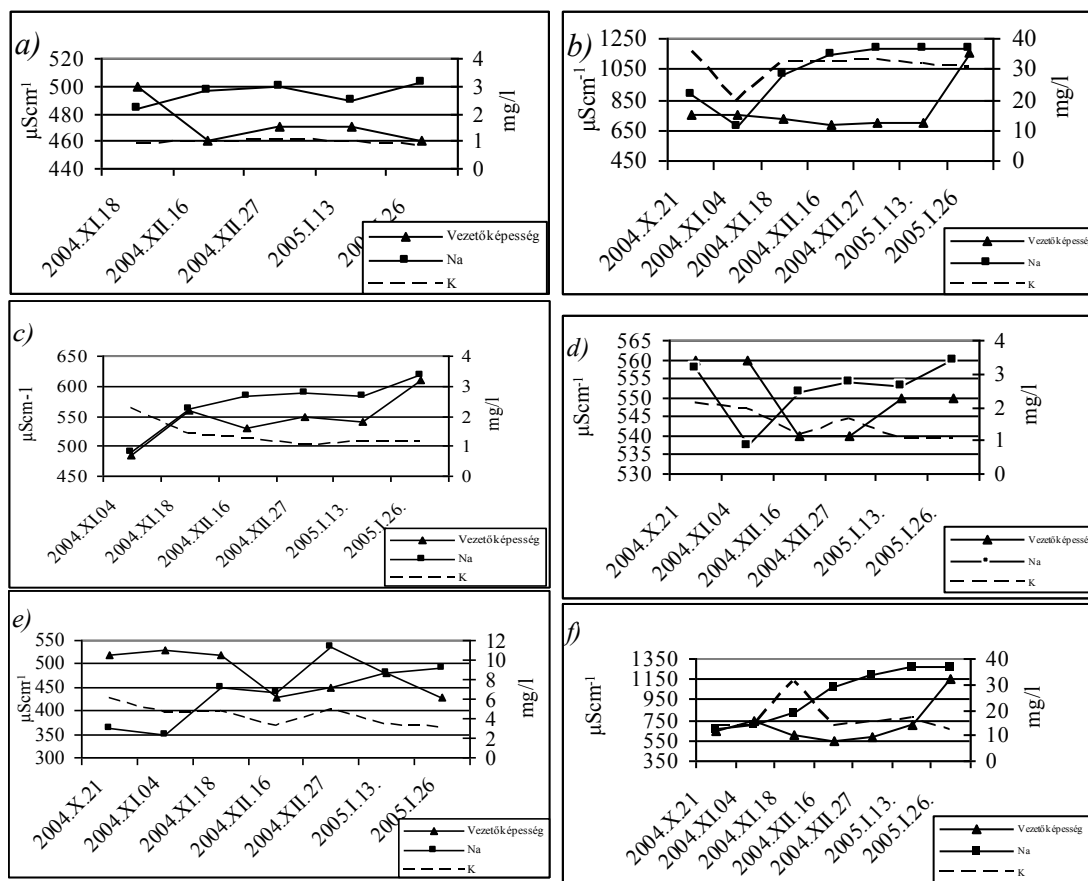 a)
520
500
480
460
440
µScm¹
4
3
2
1
0
mg/l
2004.XI.18
2004.XII.16
2004.XII.27
2005.I.13
Vezetőképesség
Na
K
b)
1250
1050
850
650
450
µScm⁻¹
40
30
20
10
0
mg/l
2004.X.21
2004.XI.04
2004.XI.18
2004.XII.16
2004.XII.27
2005.I.13.
2005.I.26
Vezetőképesség
Na
K
c)
650
600
550
500
450
µScm-1
4
3
2
1
0
mg/l
2004.XI.04
2004.XI.18
2004.XII.16
2004.XII.27
2005.I.13.
2005.I.26.
Vezetőképesség
Na
K
d)
565
560
555
550
545
540
535
530
µScm⁻¹
4
3
2
1
0
mg/l
2004.X.21
2004.XI.04
2004.XII.16
2004.XII.27
2005.I.13.
2005.I.26.
Vezetőképesség
Na
K
e)
550
500
450
400
350
300
µScm¹
12
10
8
6
4
2
0
mg/l
2004.X.21
2004.XI.04
2004.XI.18
2004.XII.16
2004.XII.27
2005.I.13.
2005.I.26
Vezetőképesség
Na
K
f)
1350
1150
950
750
550
350
µScm⁻¹
40
30
20
10
0
mg/l
2004.X.21
2004.XI.04
2004.XI.18
2004.XII.16
2004.XII.27
2005.I.13.
2005.I.26.
Vezetőképesség
Na
K